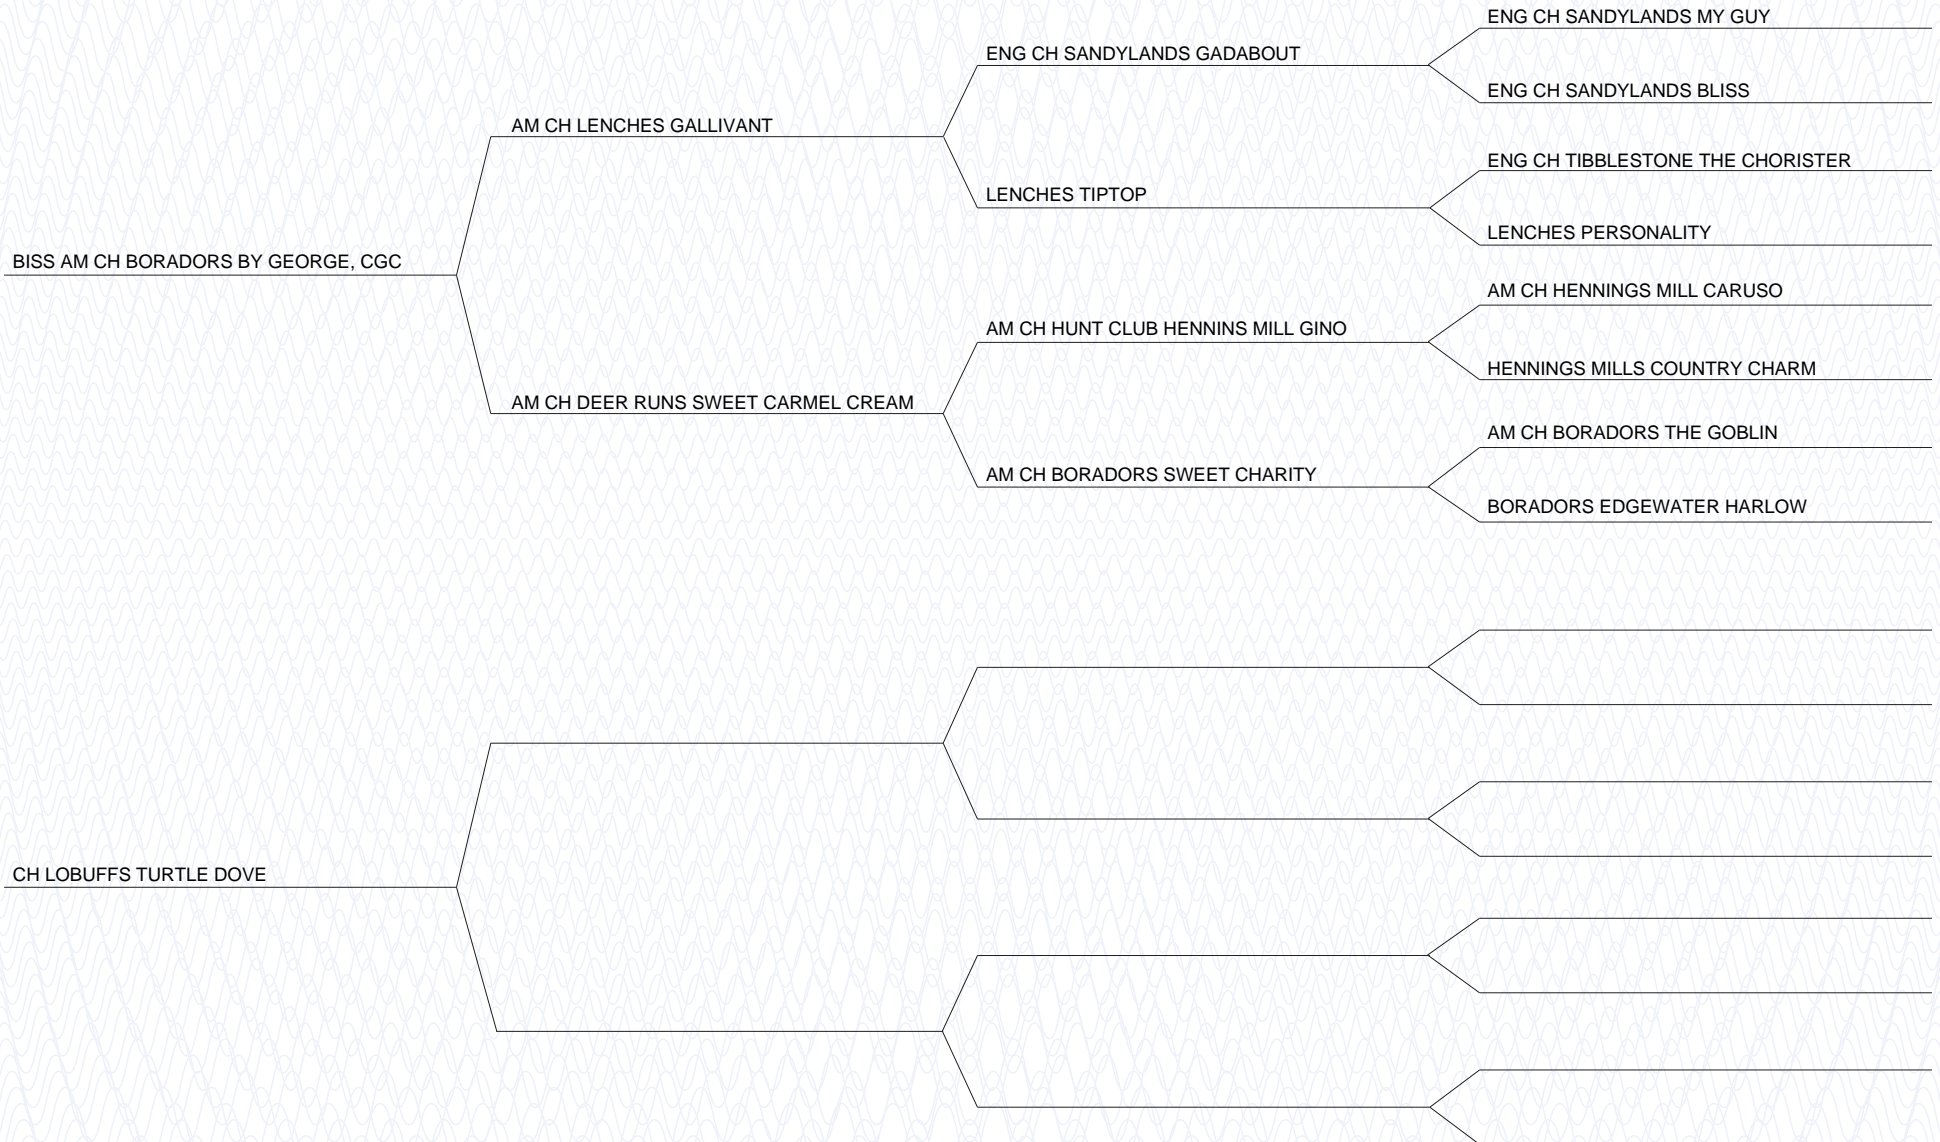 ENG CH SANDYLANDS MY GUY
ENG CH SANDYLANDS GADABOUT
ENG CH SANDYLANDS BLISS
AM CH LENCHES GALLIVANT
ENG CH TIBBLESTONE THE CHORISTER
LENCHES TIPTOP
LENCHES PERSONALITY
BISS AM CH BORADORS BY GEORGE, CGC
AM CH HENNINGS MILL CARUSO
AM CH HUNT CLUB HENNINS MILL GINO
HENNINGS MILLS COUNTRY CHARM
AM CH DEER RUNS SWEET CARMEL CREAM
AM CH BORADORS THE GOBLIN
AM CH BORADORS SWEET CHARITY
BORADORS EDGEWATER HARLOW
CH LOBUFFS TURTLE DOVE